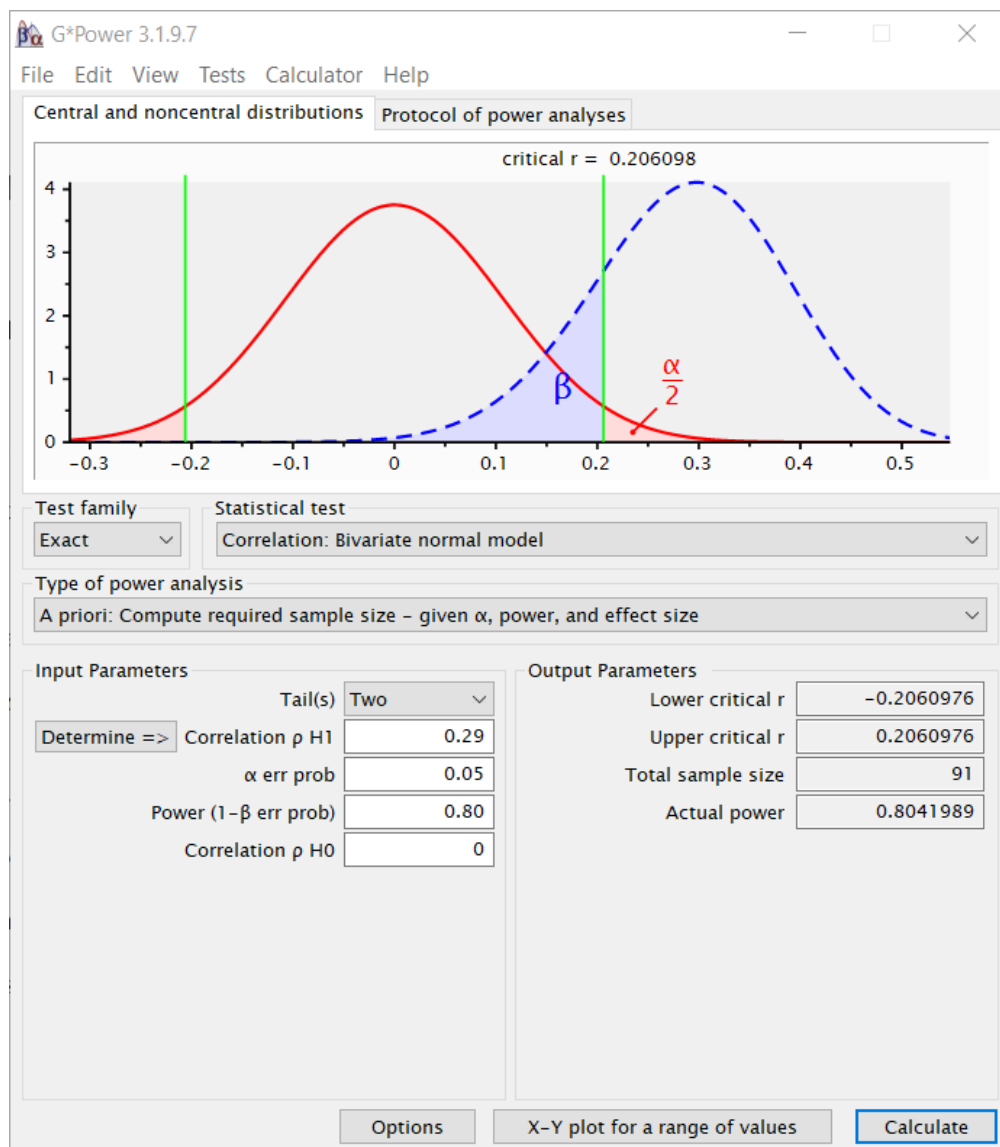 G*Power 3.1.9.7
File Edit View Tests Calculator Help
Central and noncentral distributions Protocol of power analyses
critical r = 0.206098
4
3
2
1
0
β
α
2
-0.3 -0.2 -0.1 0 0.1 0.2 0.3 0.4 0.5
Test family Statistical test
Exact Correlation: Bivariate normal model
Type of power analysis
A priori: Compute required sample size - given α, power, and effect size
Input Parameters Output Parameters
Tail(s) Two Lower critical r -0.2060976
Determine => Correlation ρ H1 0.29 Upper critical r 0.2060976
α err prob 0.05 Total sample size 91
Power (1-β err prob) 0.80 Actual power 0.8041989
Correlation ρ H0 0
Options X-Y plot for a range of values Calculate